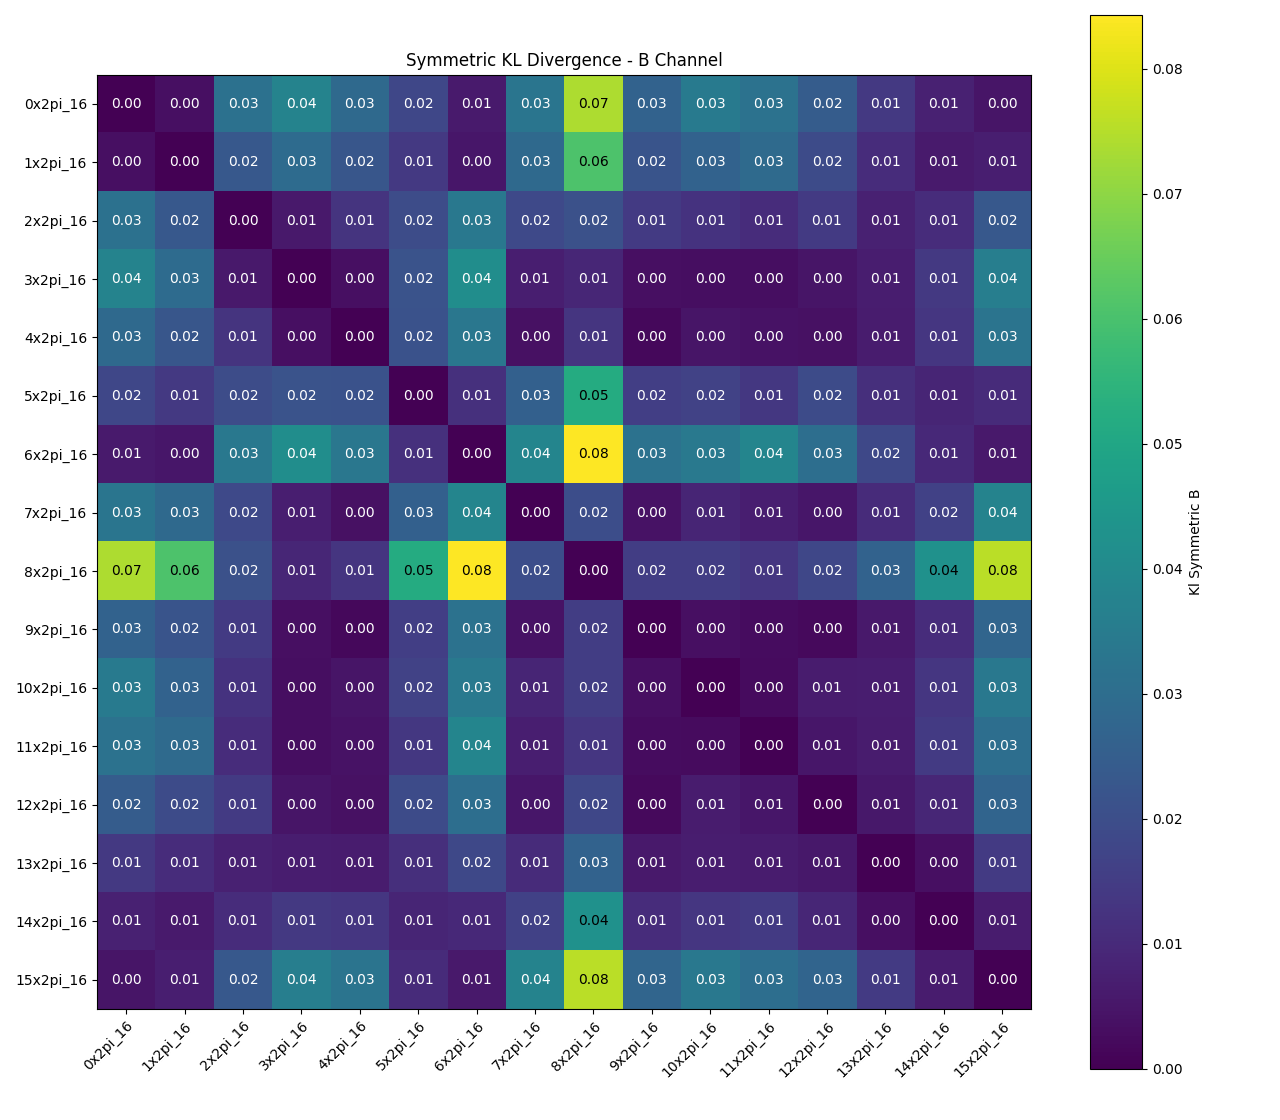 Symmetric KL Divergence - B Channel
0x2pi_16 0.00 0.00 0.03 0.04 0.03 0.02 0.01 0.03 0.07 0.03 0.03 0.03 0.02 0.01 0.01 0.00
1x2pi_16 0.00 0.00 0.02 0.03 0.02 0.01 0.00 0.03 0.06 0.02 0.03 0.03 0.02 0.01 0.01 0.01
2x2pi_16 0.03 0.02 0.00 0.01 0.01 0.02 0.03 0.02 0.02 0.01 0.01 0.01 0.01 0.01 0.01 0.02
3x2pi_16 0.04 0.03 0.01 0.00 0.00 0.02 0.04 0.01 0.01 0.00 0.00 0.00 0.00 0.01 0.01 0.04
4x2pi_16 0.03 0.02 0.01 0.00 0.00 0.02 0.03 0.00 0.01 0.00 0.00 0.00 0.00 0.01 0.01 0.03
5x2pi_16 0.02 0.01 0.02 0.02 0.02 0.00 0.01 0.03 0.05 0.02 0.02 0.01 0.02 0.01 0.01 0.01
6x2pi_16 0.01 0.00 0.03 0.04 0.03 0.01 0.00 0.04 0.08 0.03 0.03 0.04 0.03 0.02 0.01 0.01
7x2pi_16 0.03 0.03 0.02 0.01 0.00 0.03 0.04 0.00 0.02 0.00 0.01 0.01 0.00 0.01 0.02 0.04
8x2pi_16 0.07 0.06 0.02 0.01 0.01 0.05 0.08 0.02 0.00 0.02 0.02 0.01 0.02 0.03 0.04 0.08
9x2pi_16 0.03 0.02 0.01 0.00 0.00 0.02 0.03 0.00 0.02 0.00 0.00 0.00 0.00 0.01 0.01 0.03
10x2pi_16 0.03 0.03 0.01 0.00 0.00 0.02 0.03 0.01 0.02 0.00 0.00 0.00 0.01 0.01 0.01 0.03
11x2pi_16 0.03 0.03 0.01 0.00 0.00 0.01 0.04 0.01 0.01 0.00 0.00 0.00 0.01 0.01 0.01 0.03
12x2pi_16 0.02 0.02 0.01 0.00 0.00 0.02 0.03 0.00 0.02 0.00 0.01 0.01 0.00 0.01 0.01 0.03
13x2pi_16 0.01 0.01 0.01 0.01 0.01 0.01 0.02 0.01 0.03 0.01 0.01 0.01 0.01 0.00 0.00 0.01
14x2pi_16 0.01 0.01 0.01 0.01 0.01 0.01 0.01 0.02 0.04 0.01 0.01 0.01 0.01 0.00 0.00 0.01
15x2pi_16 0.00 0.01 0.02 0.04 0.03 0.01 0.01 0.04 0.08 0.03 0.03 0.03 0.03 0.01 0.01 0.00
0x2pi_16 1x2pi_16 2x2pi_16 3x2pi_16 4x2pi_16 5x2pi_16 6x2pi_16 7x2pi_16 8x2pi_16 9x2pi_16 10x2pi_16 11x2pi_16 12x2pi_16 13x2pi_16 14x2pi_16 15x2pi_16
0.08
0.07
0.06
0.05
0.04
0.03
0.02
0.01
0.00
Kl Symmetric B